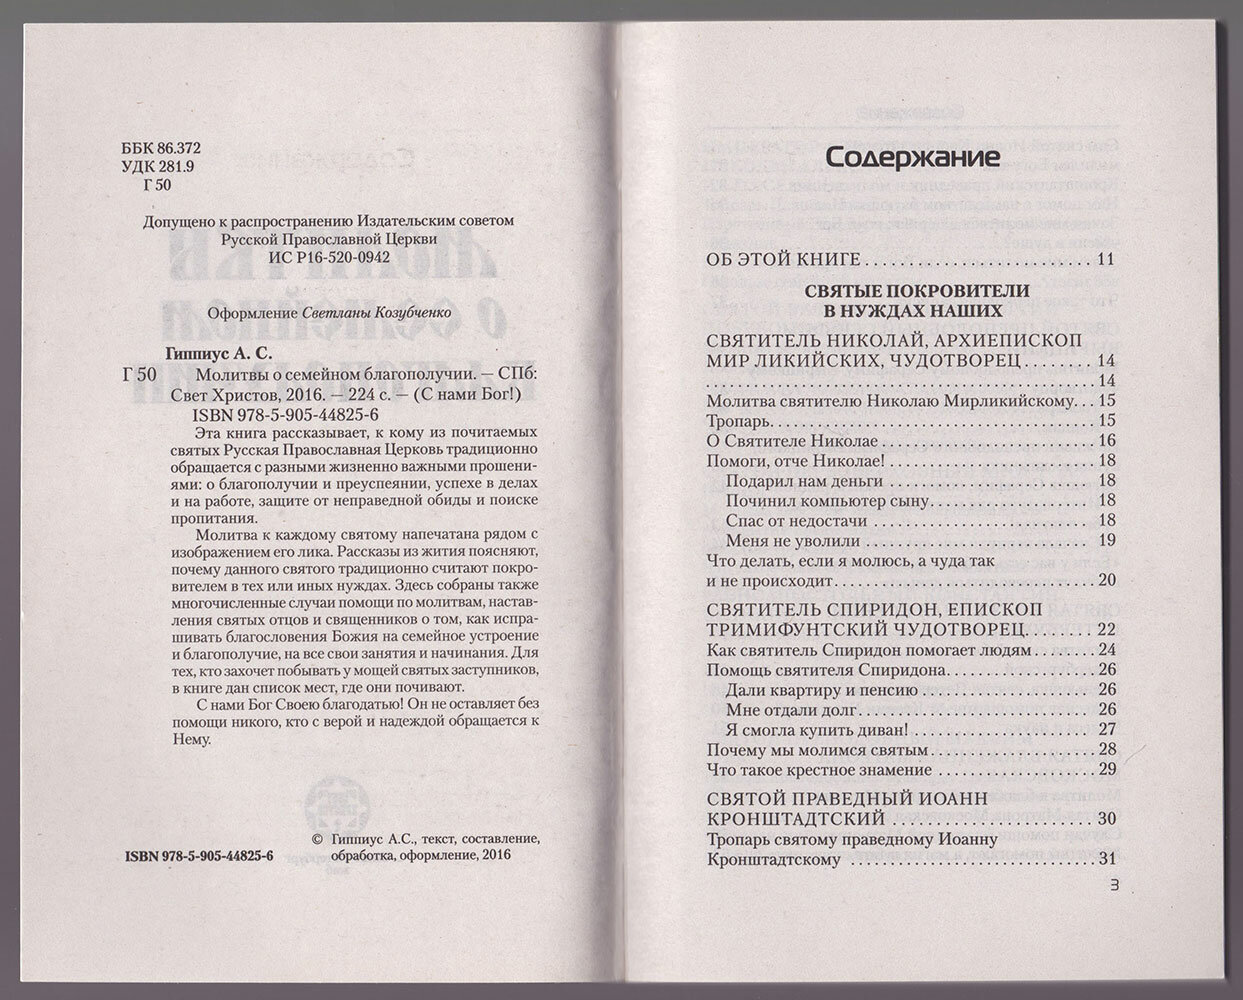 ББК 86.372
УДК 281.9
Г 50
Допущено к распространению Издательским советом
Русской Православной Церкви
ИС Р16-520-0942
Оформление Светланы Козубченко
Гиппиус А. С.
Г 50 Молитвы о семейном благополучии. — СПб:
Свет Христов, 2016. — 224 с. — (С нами Бог!)
ISBN 978-5-905-44825-6
Эта книга рассказывает, к кому из почитаемых
святых Русская Православная Церковь традиционно
обращается с разными жизненно важными прошени-
ями: о благополучии и преуспеянии, успехе в делах
и на работе, защите от неправедной обиды и поиске
пропитания.
Молитва к каждому святому напечатана рядом с
изображением его лика. Рассказы из жития поясняют,
почему данного святого традиционно считают покро-
вителем в тех или иных нуждах. Здесь собраны также
многочисленные случаи помощи по молитвам, настав-
ления святых отцов и священников о том, как испра-
шивать благословения Божия на семейное устроение
и благополучие, на все свои занятия и начинания. Для
тех, кто захочет побывать у мощей святых заступников,
в книге дан список мест, где они почивают.
С нами Бог Своею благодатью! Он не оставляет без
помощи никого, кто с верой и надеждой обращается к
Нему.
© Гиппиус А.С., текст, составление,
ISBN 978-5-905-44825-6 обработка, оформление, 2016
Содержание
ОБ ЭТОЙ КНИГЕ........................ 11
СВЯТЫЕ ПОКРОВИТЕЛИ
В НУЖДАХ НАШИХ
СВЯТИТЕЛЬ НИКОЛАЙ, АРХИЕПИСКОП
МИР ЛИКИЙСКИХ, ЧУДОТВОРЕЦ........ 14
........................................ 14
Молитва святителю Николаю Мирликийскому... 15
Тропарь.................................. 15
О Святителе Николае...................... 16
Помоги, отче Николае!..................... 18
Подарил нам деньги...................... 18
Починил компьютер сыну................. 18
Спас от недостачи....................... 18
Меня не уволили........................ 19
Что делать, если я молюсь, а чуда так
и не происходит........................... 20
СВЯТИТЕЛЬ СПИРИДОН, ЕПИСКОП
ТРИМИФУНТСКИЙ ЧУДОТВОРЕЦ........ 22
Как святитель Спиридон помогает людям....... 24
Помощь святителя Спиридона............... 26
Дали квартиру и пенсию.................. 26
Мне отдали долг......................... 26
Я смогла купить диван!................... 27
Почему мы молимся святым................. 28
Что такое крестное знамение................ 29
СВЯТОЙ ПРАВЕДНЫЙ ИОАНН
КРОНШТАДТСКИЙ...................... 30
Тропарь святому праведному Иоанну
Кронштадтскому.......................... 31
3